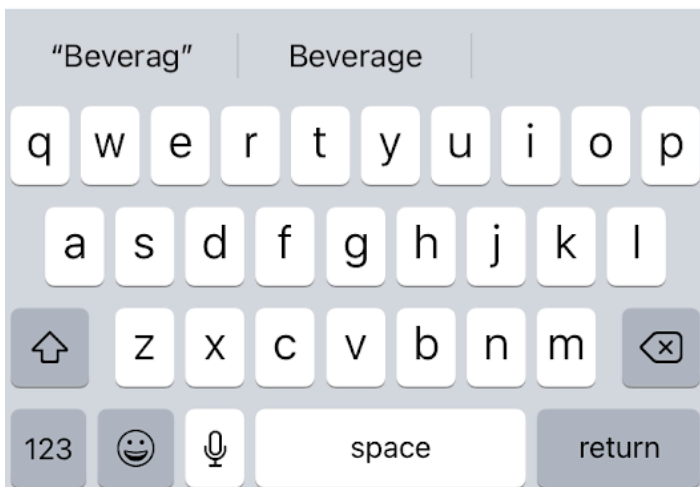 “Beverag” Beverage
q w e r t y u i o p
a s d f g h j k l
z x c v b n m
123 space return